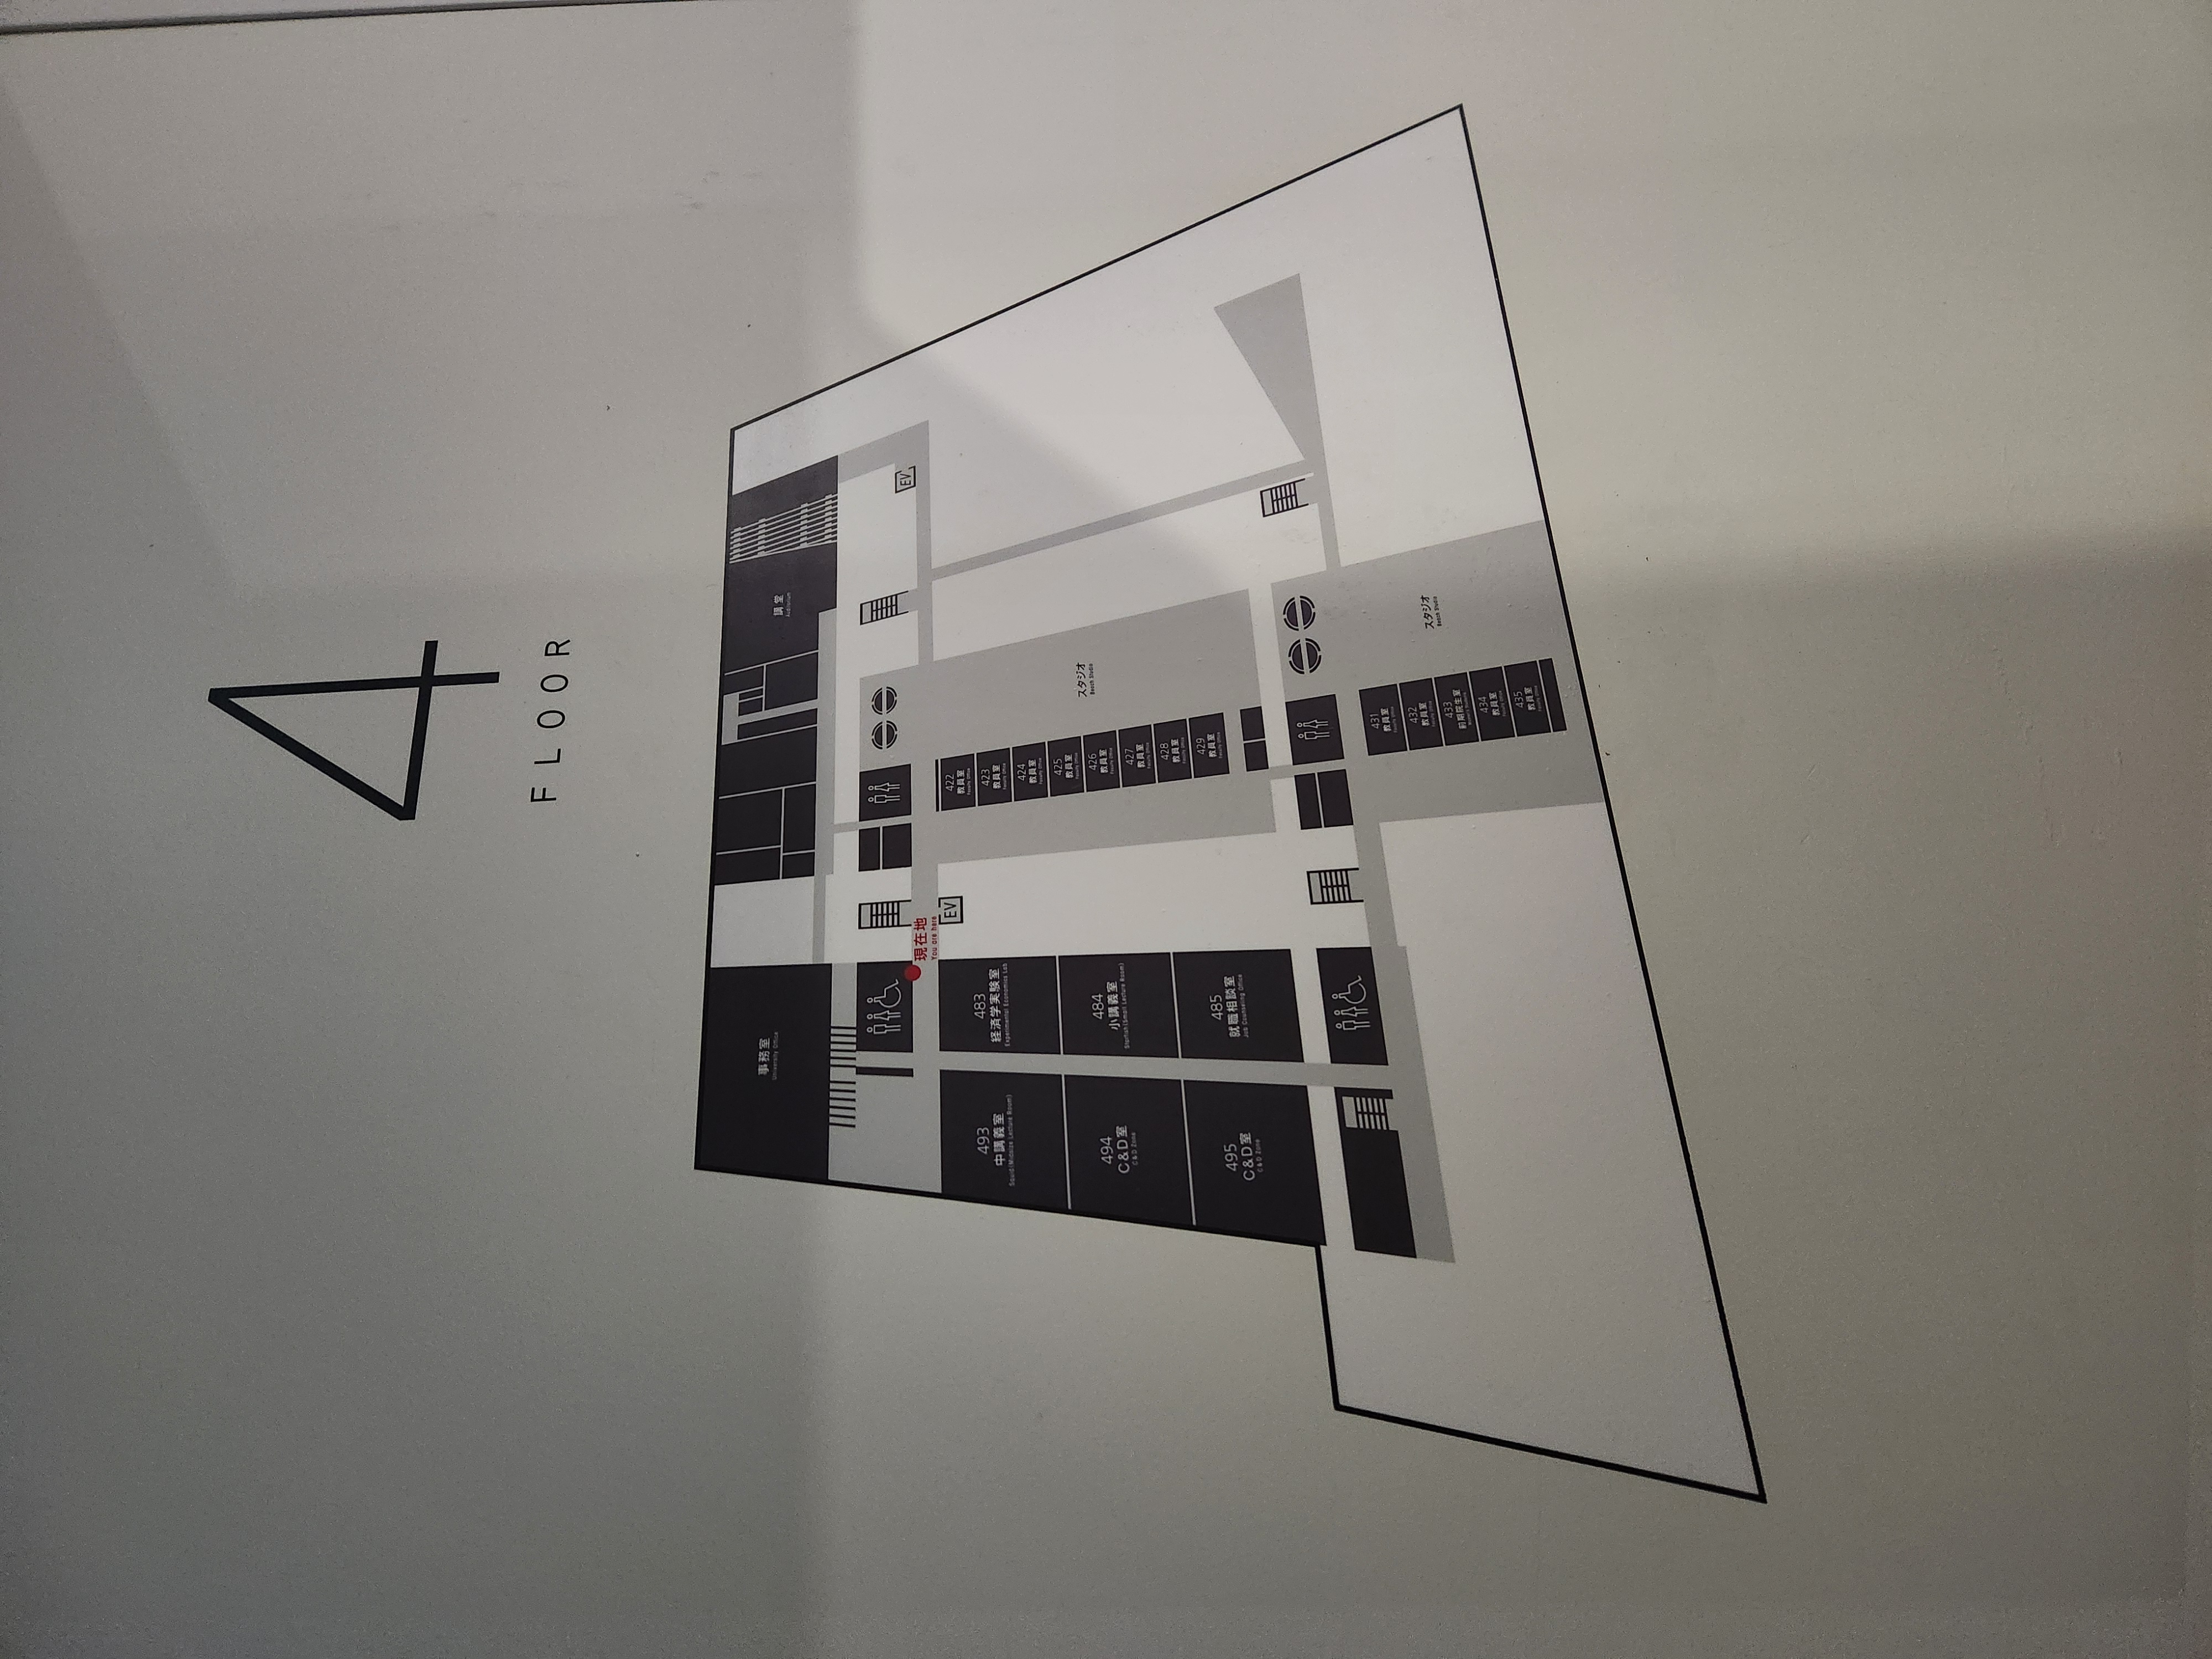 4
FLOOR
事務室
University Office
講堂
Auditorium
EV
現在地
You are here
EV
493
中講義室
Squid(Midsize Lecture Room)
483
経済学実験室
Experimental Economics Lab
494
C&D室
C&D Zone
484
小講義室
Starfish(Small Lecture Room)
495
C&D室
C&D Zone
485
就職相談室
Job Counseling Office
422
教員室
Faculty Office
423
教員室
Faculty Office
424
教員室
Faculty Office
425
教員室
Faculty Office
426
教員室
Faculty Office
427
教員室
Faculty Office
428
教員室
Faculty Office
429
教員室
Faculty Office
スタジオ
Bench Studio
431
教員室
Faculty Office
432
教員室
Faculty Office
433
前期院生室
Master's Students
434
教員室
Faculty Office
435
教員室
Faculty Office
スタジオ
Bench Studio